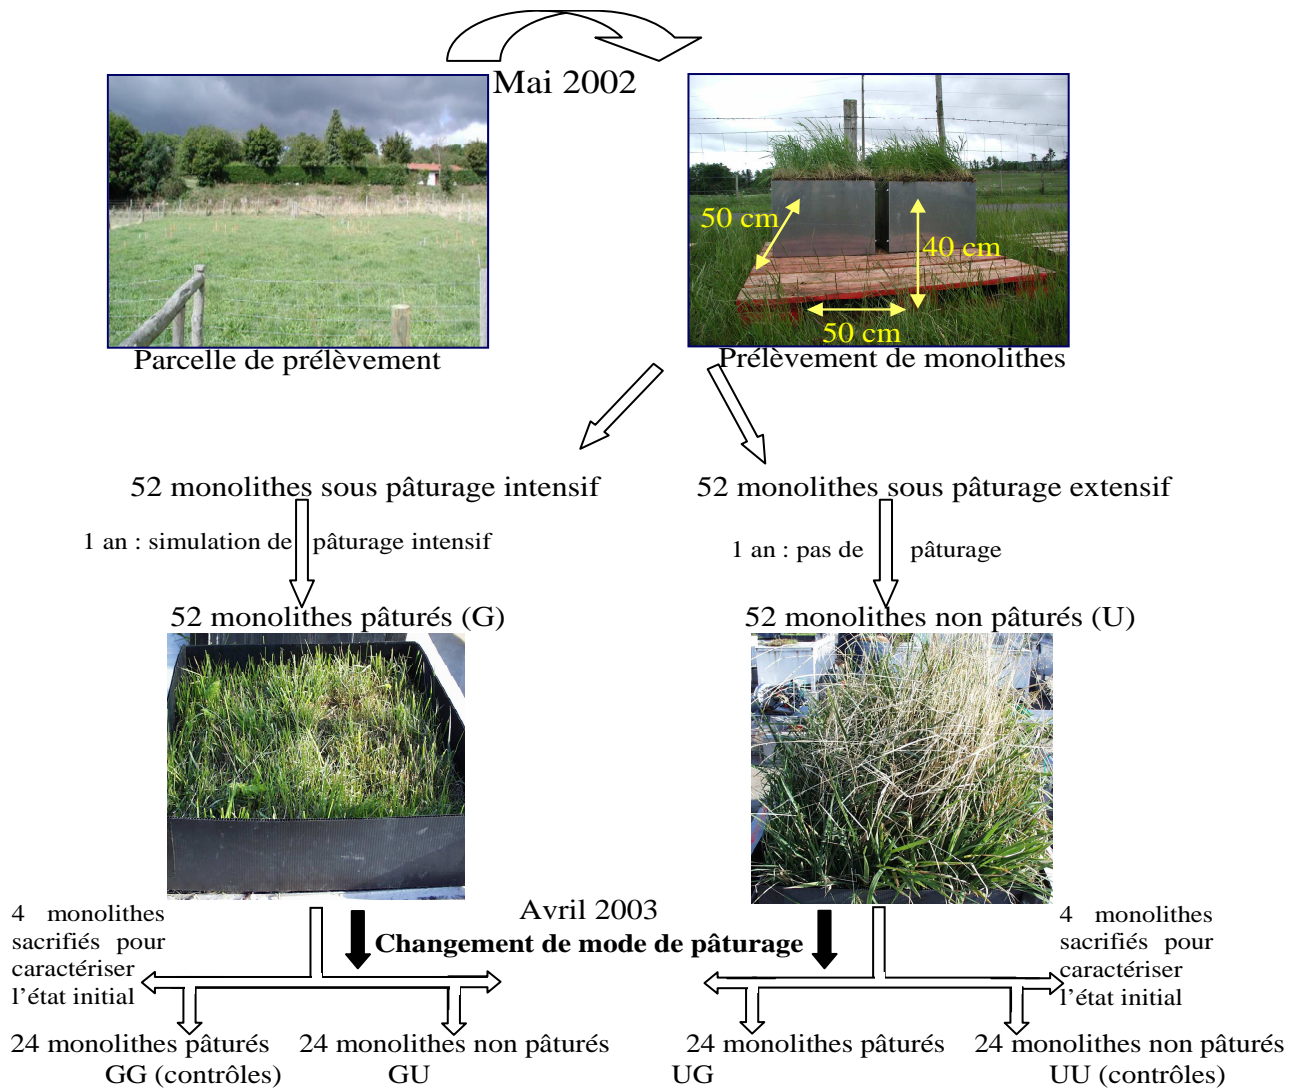 Mai 2002
50 cm
40 cm
50 cm
Parcelle de prélèvement
Prélèvement de monolithes
52 monolithes sous pâturage intensif
52 monolithes sous pâturage extensif
1 an : simulation de pâturage intensif
1 an : pas de pâturage
52 monolithes pâturés (G)
52 monolithes non pâturés (U)
4 monolithes
sacrifiés pour
caractériser
l'état initial
Avril 2003
Changement de mode de pâturage
4 monolithes
sacrifiés pour
caractériser
l'état initial
24 monolithes pâturés
GG (contrôles)
24 monolithes non pâturés
GU
24 monolithes pâturés
UG
24 monolithes non pâturés
UU (contrôles)